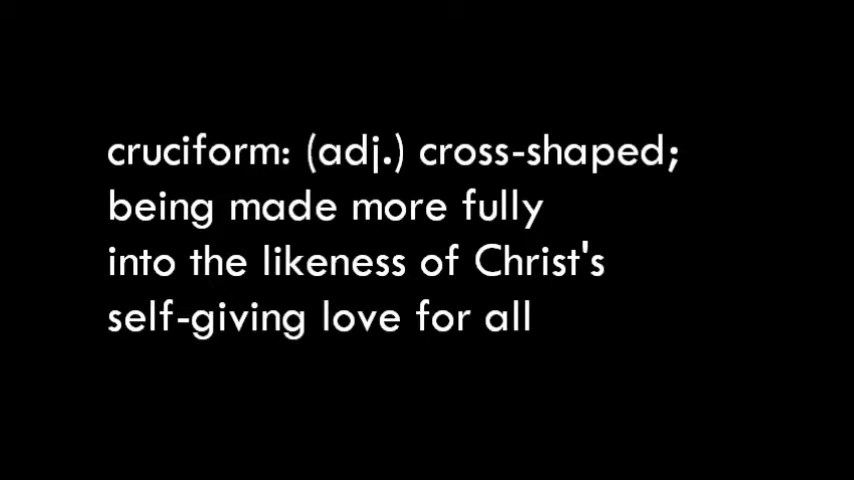 cruciform: (adj.) cross-shaped;
being made more fully
into the likeness of Christ's
self-giving love for all